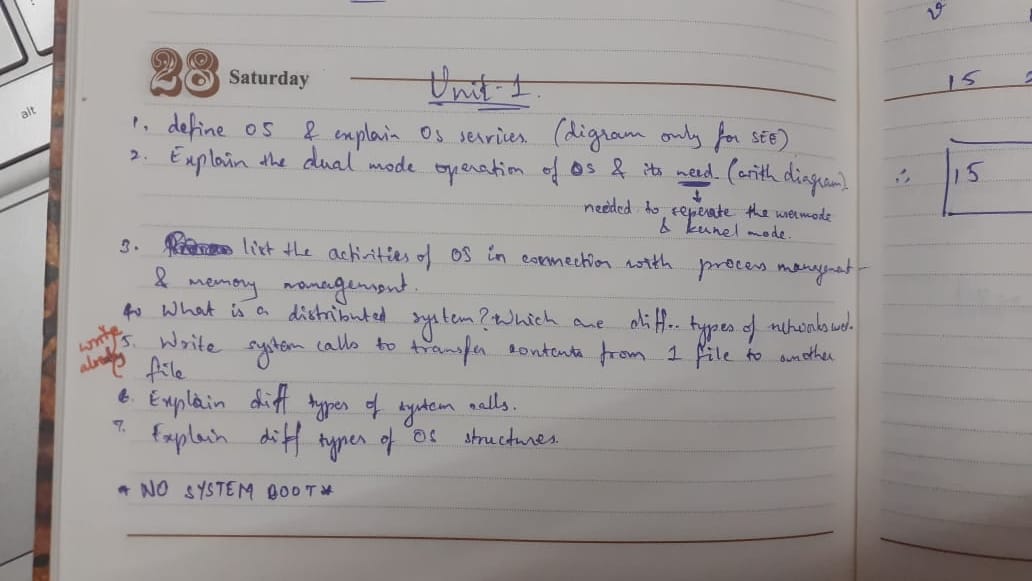 28 Saturday
Unit-1.
1. define OS & explain OS services. (digram only for SEE)
2. Explain the dual mode operation of OS & its need. (with diagram)
needed to seperate the usermode
& kernel mode.
3. list the activities of OS in connection with process
& memory management.
4. What is a distributed system? Which are diff.. types of networks used.
write
already
5. Write system calls to transfer contents from 1 file to another
file
6. Explain diff types of system calls.
7. Explain diff types of OS structures.
* NO SYSTEM BOOT *
alt
15
∴ 15